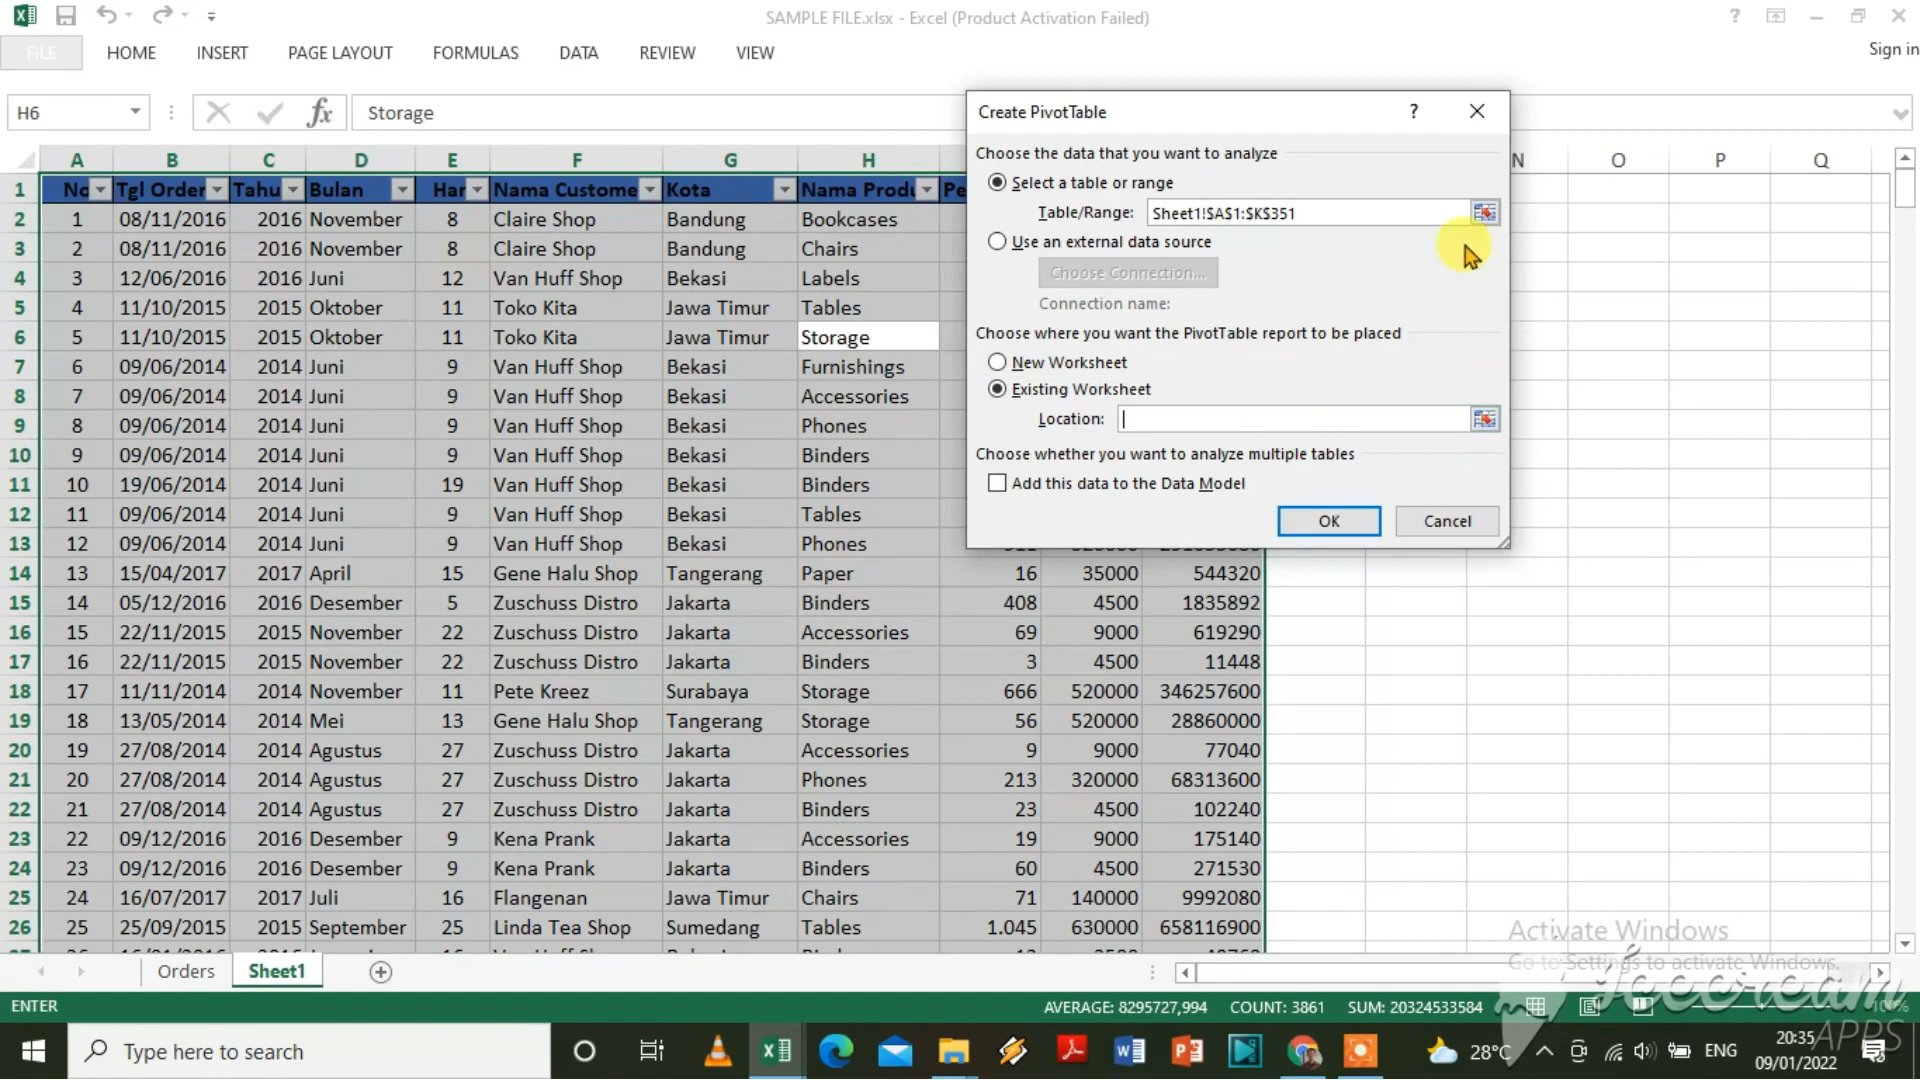 SAMPLE FILE.xlsx - Excel (Product Activation Failed)
FILE HOME INSERT PAGE LAYOUT FORMULAS DATA REVIEW VIEW Sign in
H6 fx Storage
Create PivotTable ?
Choose the data that you want to analyze
Select a table or range
Table/Range: Sheet1!$A$1:$K$351
Use an external data source
Choose Connection...
Connection name:
Choose where you want the PivotTable report to be placed
New Worksheet
Existing Worksheet
Location:
Choose whether you want to analyze multiple tables
Add this data to the Data Model
OK Cancel
A B C D E F G H N O P Q
1 No Tgl Order Tahu Bulan Har Nama Custome Kota Nama Produ Pe
2 1 08/11/2016 2016 November 8 Claire Shop Bandung Bookcases
3 2 08/11/2016 2016 November 8 Claire Shop Bandung Chairs
4 3 12/06/2016 2016 Juni 12 Van Huff Shop Bekasi Labels
5 4 11/10/2015 2015 Oktober 11 Toko Kita Jawa Timur Tables
6 5 11/10/2015 2015 Oktober 11 Toko Kita Jawa Timur Storage
7 6 09/06/2014 2014 Juni 9 Van Huff Shop Bekasi Furnishings
8 7 09/06/2014 2014 Juni 9 Van Huff Shop Bekasi Accessories
9 8 09/06/2014 2014 Juni 9 Van Huff Shop Bekasi Phones
10 9 09/06/2014 2014 Juni 9 Van Huff Shop Bekasi Binders
11 10 19/06/2014 2014 Juni 19 Van Huff Shop Bekasi Binders
12 11 09/06/2014 2014 Juni 9 Van Huff Shop Bekasi Tables
13 12 09/06/2014 2014 Juni 9 Van Huff Shop Bekasi Phones
14 13 15/04/2017 2017 April 15 Gene Halu Shop Tangerang Paper 16 35000 544320
15 14 05/12/2016 2016 Desember 5 Zuschuss Distro Jakarta Binders 408 4500 1835892
16 15 22/11/2015 2015 November 22 Zuschuss Distro Jakarta Accessories 69 9000 619290
17 16 22/11/2015 2015 November 22 Zuschuss Distro Jakarta Binders 3 4500 11448
18 17 11/11/2014 2014 November 11 Pete Kreez Surabaya Storage 666 520000 346257600
19 18 13/05/2014 2014 Mei 13 Gene Halu Shop Tangerang Storage 56 520000 28860000
20 19 27/08/2014 2014 Agustus 27 Zuschuss Distro Jakarta Accessories 9 9000 77040
21 20 27/08/2014 2014 Agustus 27 Zuschuss Distro Jakarta Phones 213 320000 68313600
22 21 27/08/2014 2014 Agustus 27 Zuschuss Distro Jakarta Binders 23 4500 102240
23 22 09/12/2016 2016 Desember 9 Kena Prank Jakarta Accessories 19 9000 175140
24 23 09/12/2016 2016 Desember 9 Kena Prank Jakarta Binders 60 4500 271530
25 24 16/07/2017 2017 Juli 16 Flangenan Jawa Timur Chairs 71 140000 9992080
26 25 25/09/2015 2015 September 25 Linda Tea Shop Sumedang Tables 1.045 630000 658116900
Activate Windows
Go to Settings to activate Windows.
Orders Sheet1
Icecream
APPS
ENTER AVERAGE: 8295727,994 COUNT: 3861 SUM: 20324533584 100%
Type here to search 28°C ENG 20:35
09/01/2022